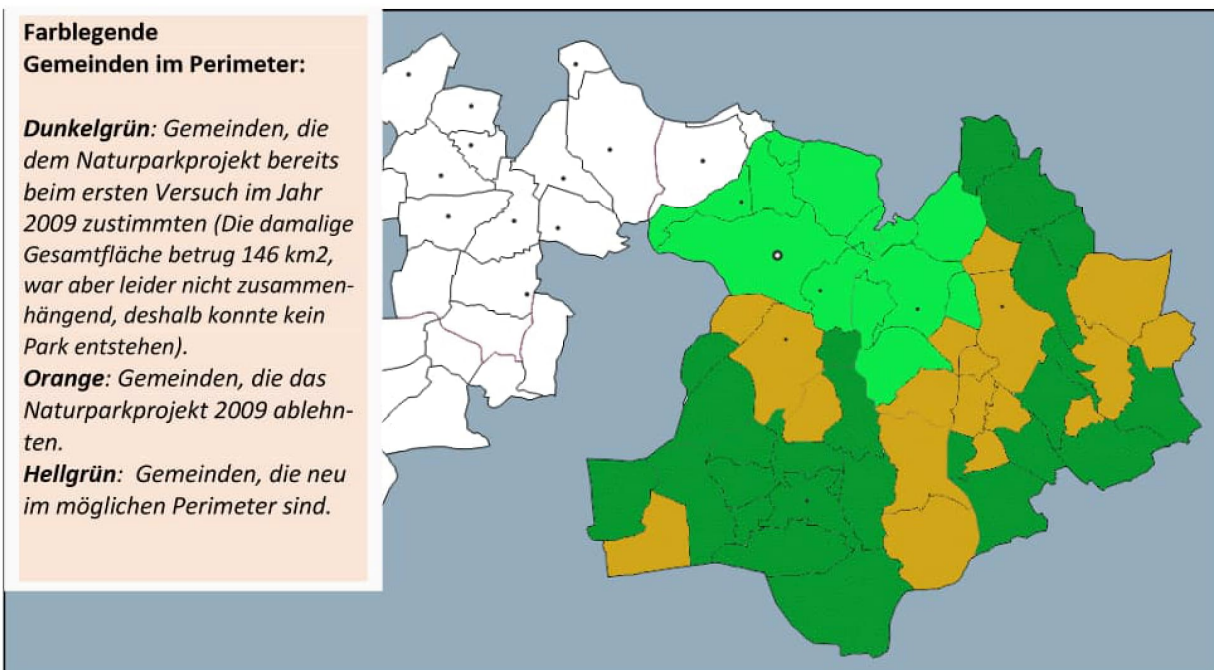 Farblegende
Gemeinden im Perimeter:
Dunkelgrün: Gemeinden, die
dem Naturparkprojekt bereits
beim ersten Versuch im Jahr
2009 zustimmten (Die damalige
Gesamtfläche betrug 146 km2,
war aber leider nicht zusammen-
hängend, deshalb konnte kein
Park entstehen).
Orange: Gemeinden, die das
Naturparkprojekt 2009 ablehn-
ten.
Hellgrün: Gemeinden, die neu
im möglichen Perimeter sind.